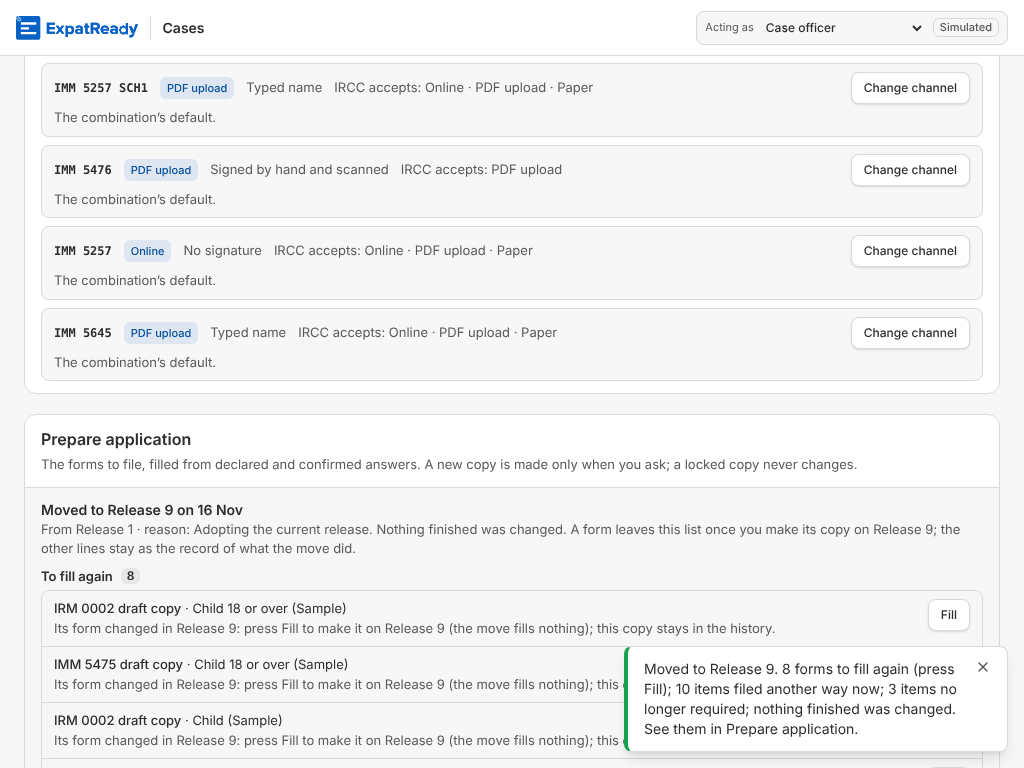 ExpatReady
Cases
Acting as Case officer Simulated
IMM 5257 SCH1 PDF upload Typed name IRCC accepts: Online · PDF upload · Paper Change channel
The combination’s default.
IMM 5476 PDF upload Signed by hand and scanned IRCC accepts: PDF upload Change channel
The combination’s default.
IMM 5257 Online No signature IRCC accepts: Online · PDF upload · Paper Change channel
The combination’s default.
IMM 5645 PDF upload Typed name IRCC accepts: Online · PDF upload · Paper Change channel
The combination’s default.
Prepare application
The forms to file, filled from declared and confirmed answers. A new copy is made only when you ask; a locked copy never changes.
Moved to Release 9 on 16 Nov
From Release 1 · reason: Adopting the current release. Nothing finished was changed. A form leaves this list once you make its copy on Release 9; the
other lines stay as the record of what the move did.
To fill again 8
IRM 0002 draft copy · Child 18 or over (Sample)
Its form changed in Release 9: press Fill to make it on Release 9 (the move fills nothing); this copy stays in the history.
Fill
IMM 5475 draft copy · Child 18 or over (Sample)
Its form changed in Release 9: press Fill to make it on Release 9 (the move fills nothing); this
IRM 0002 draft copy · Child (Sample)
Its form changed in Release 9: press Fill to make it on Release 9 (the move fills nothing); this
Moved to Release 9. 8 forms to fill again (press
Fill); 10 items filed another way now; 3 items no
longer required; nothing finished was changed.
See them in Prepare application.